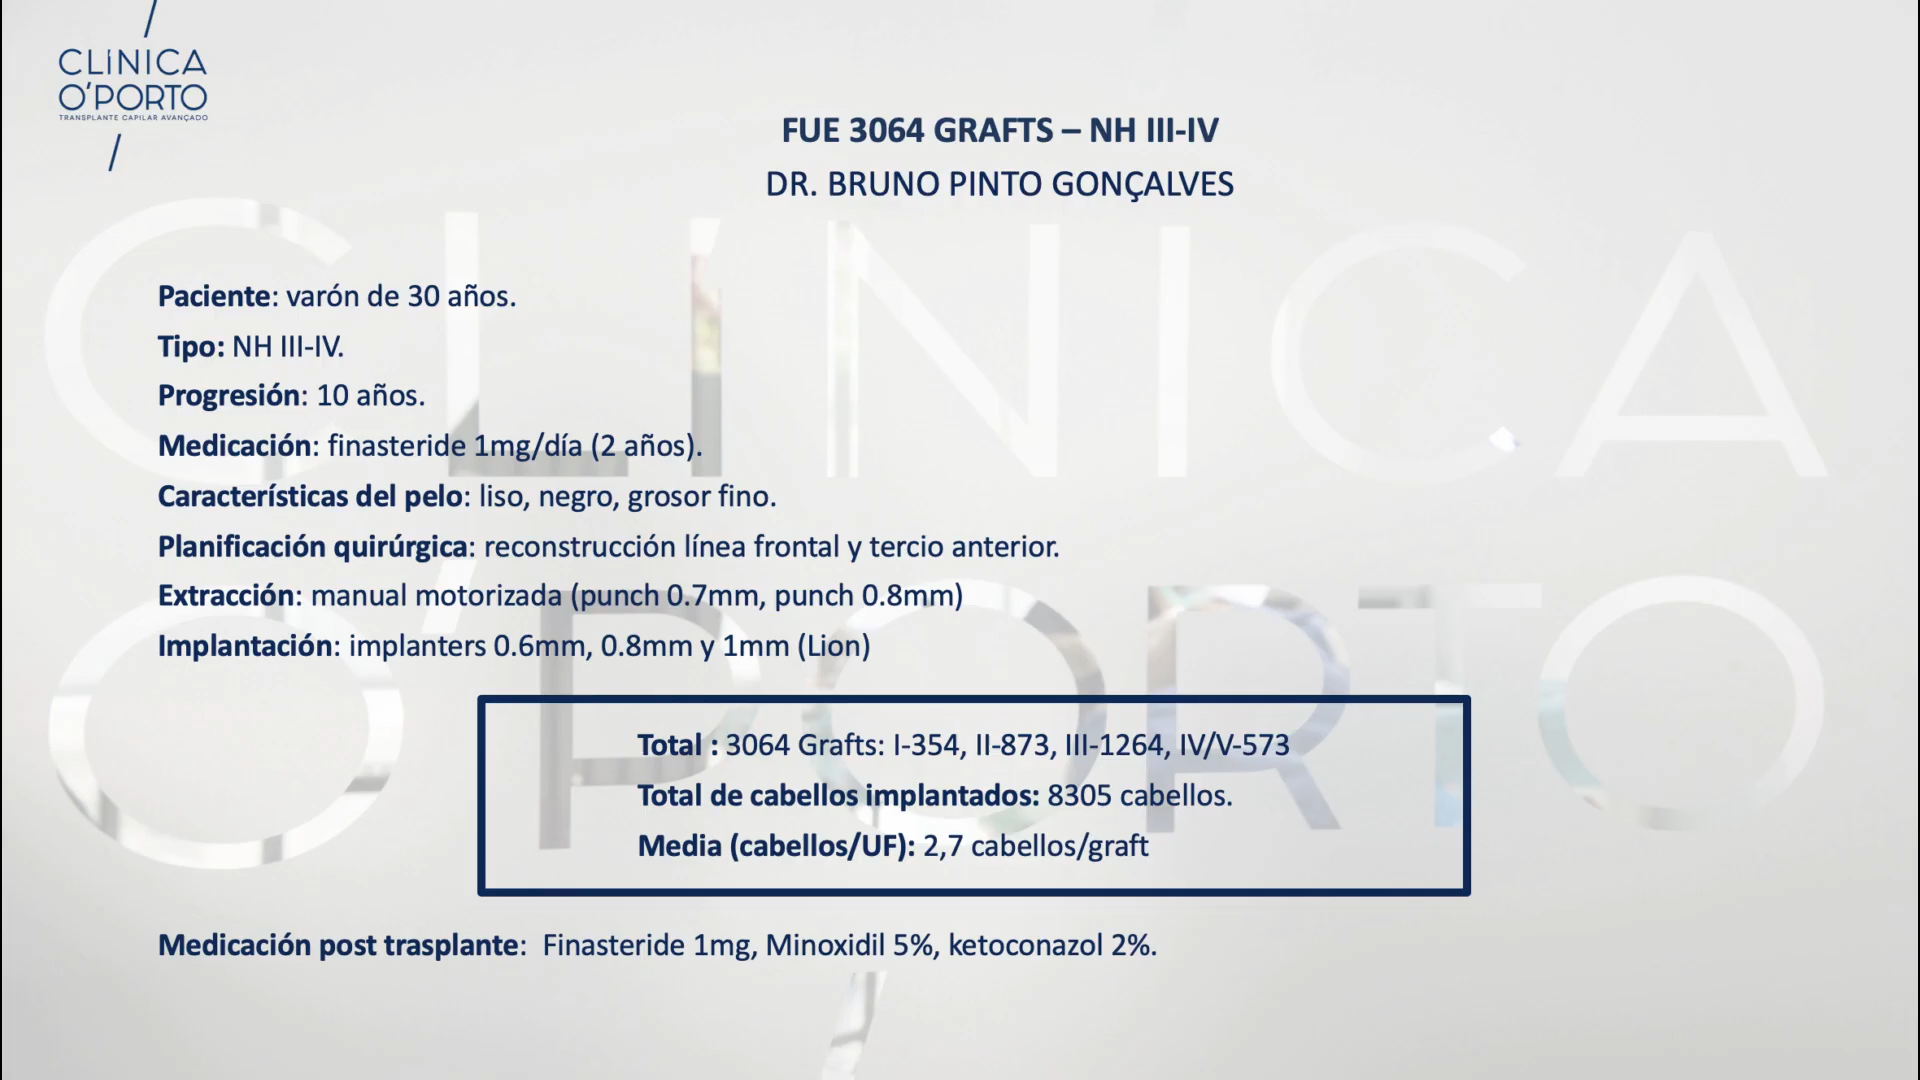 CLÍNICA
O'PORTO
TRANSPLANTE CAPILAR AVANÇADO
FUE 3064 GRAFTS – NH III-IV
DR. BRUNO PINTO GONÇALVES
CLINICA
O'PORTO
Paciente: varón de 30 años.
Tipo: NH III-IV.
Progresión: 10 años.
Medicación: finasteride 1mg/día (2 años).
Características del pelo: liso, negro, grosor fino.
Planificación quirúrgica: reconstrucción línea frontal y tercio anterior.
Extracción: manual motorizada (punch 0.7mm, punch 0.8mm)
Implantación: implanters 0.6mm, 0.8mm y 1mm (Lion)
Total : 3064 Grafts: I-354, II-873, III-1264, IV/V-573
Total de cabellos implantados: 8305 cabellos.
Media (cabellos/UF): 2,7 cabellos/graft
Medicación post trasplante: Finasteride 1mg, Minoxidil 5%, ketoconazol 2%.